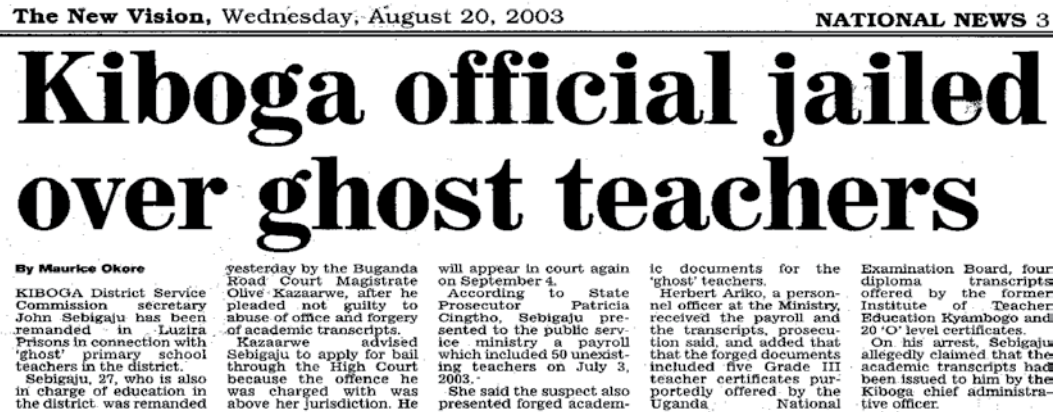 The New Vision, Wednesday, August 20, 2003
NATIONAL NEWS 3
Kiboga official jailed
over ghost teachers
By Maurice Okore
KIBOGA District Service
Commission secretary
John Sebigaju has been
remanded in Luzira
Prisons in connection with
'ghost' primary school
teachers in the district.
Sebigaju, 27, who is also
in charge of education in
the district was remanded
yesterday by the Buganda
Road Court Magistrate
Olive Kazaarwe, after he
pleaded not guilty to
abuse of office and forgery
of academic transcripts.
Kazaarwe advised
Sebigaju to apply for bail
through the High Court
because the offence he
was charged with was
above her jurisdiction. He
will appear in court again
on September 4.
According to State
Prosecutor Patricia
Cingtho, Sebigaju pre-
sented to the public serv-
ice ministry a payroll
which included 50 unexist-
ing teachers on July 3,
2003.
She said the suspect also
presented forged academ-
ic documents for the
'ghost' teachers.
Herbert Ariko, a person-
nel officer at the Ministry,
received the payroll and
the transcripts, prosecu-
tion said, and added that
that the forged documents
included five Grade III
teacher certificates pur-
portedly offered by the
Uganda National
Examination Board, four
diploma transcripts
offered by the former
Institute of Teacher
Education Kyambogo and
20 'O' level certificates.
On his arrest, Sebigaju
allegedly claimed that the
academic transcripts had
been issued to him by the
Kiboga chief administra-
tive officer.